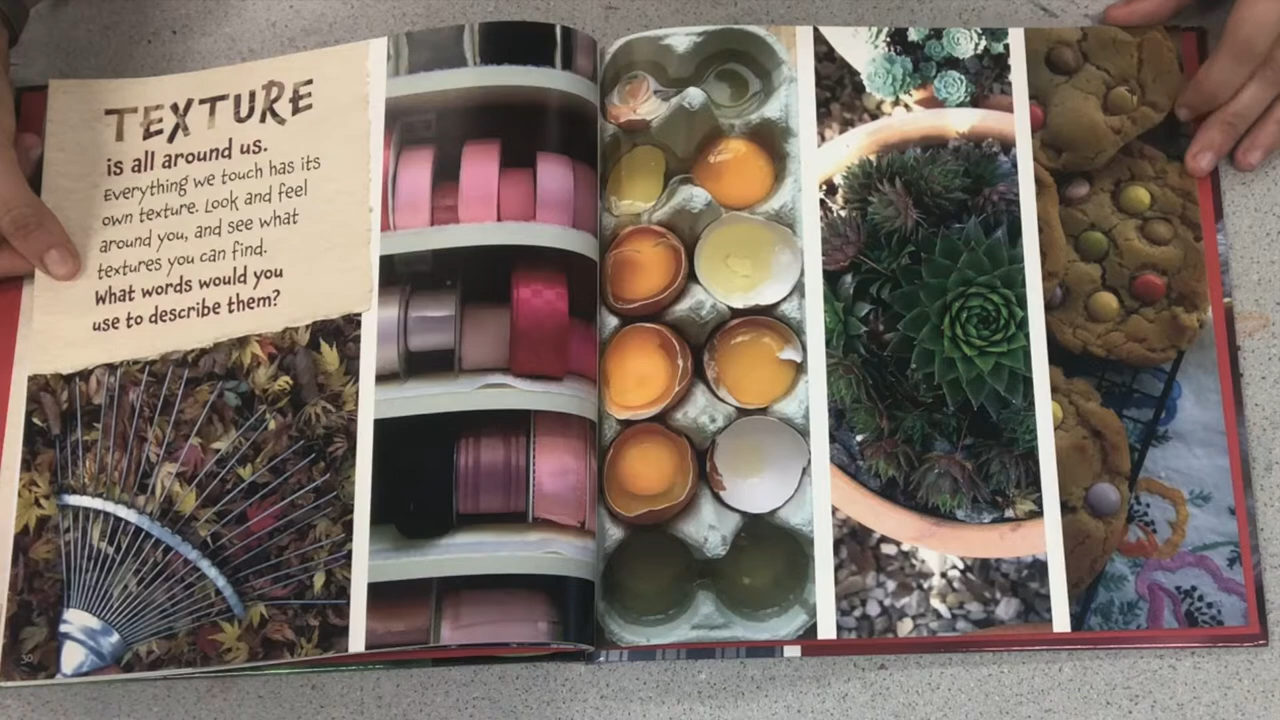 TEXTURE
is all around us.
Everything we touch has its
own texture. Look and feel
around you, and see what
textures you can find.
What words would you
use to describe them?
30